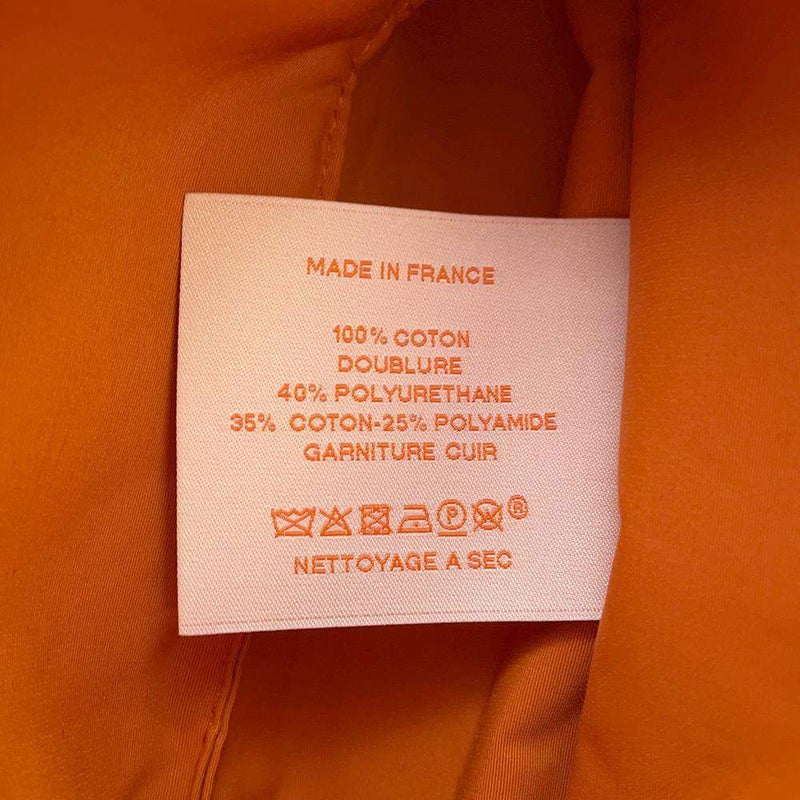 MADE IN FRANCE
100% COTON
DOUBLURE
40% POLYURETHANE
35% COTON-25% POLYAMIDE
GARNITURE CUIR
P ®
NETTOYAGE A SEC